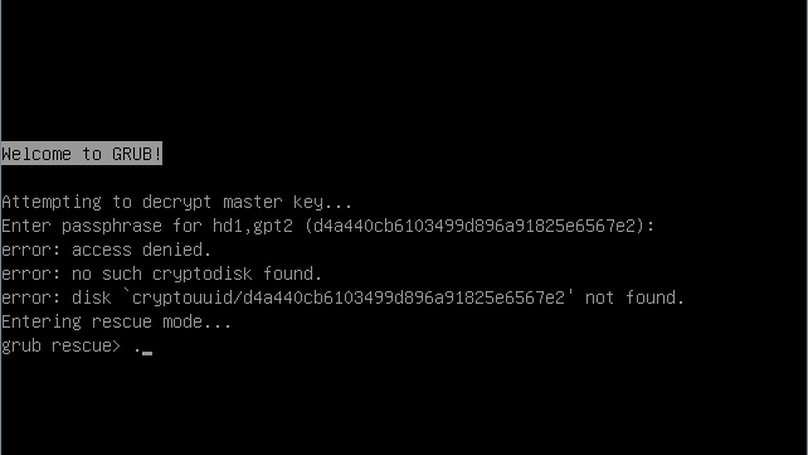 Welcome to GRUB!
Attempting to decrypt master key...
Enter passphrase for hd1,gpt2 (d4a440cb6103499d896a91825e6567e2):
error: access denied.
error: no such cryptodisk found.
error: disk `cryptouuid/d4a440cb6103499d896a91825e6567e2' not found.
Entering rescue mode...
grub rescue> ._